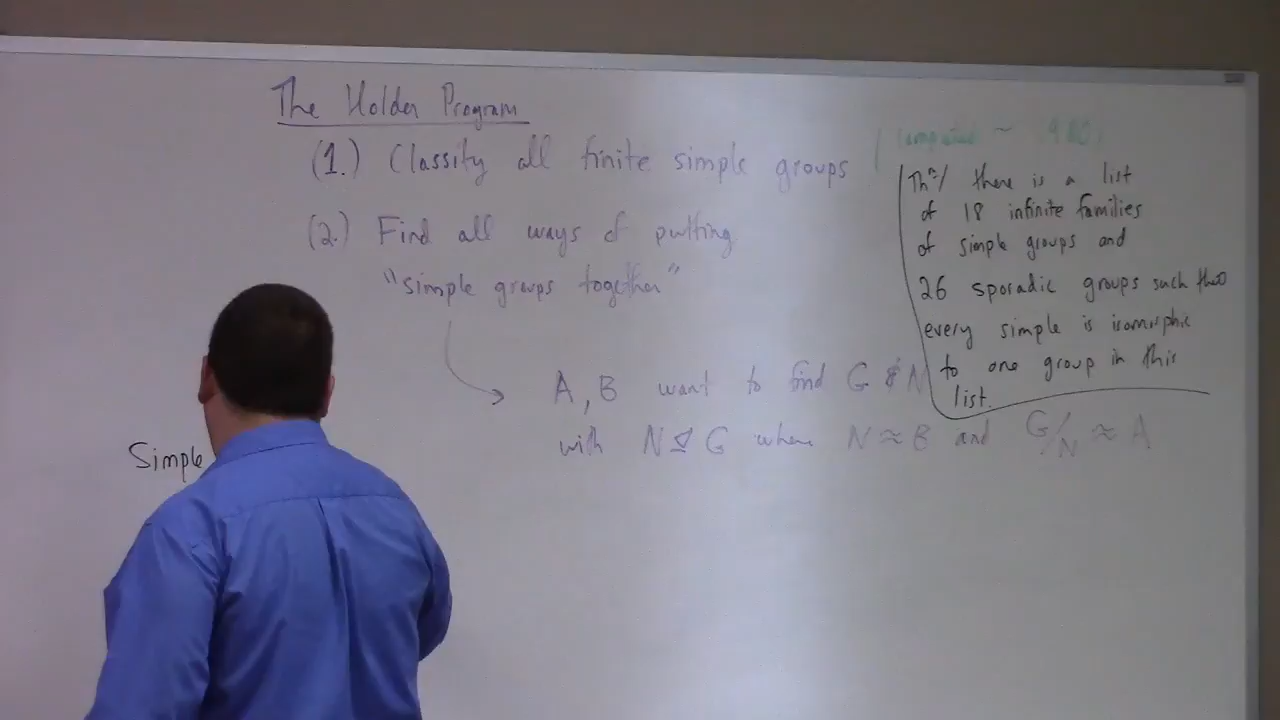 The Holder Program
(1.) Classify all finite simple groups
(2.) Find all ways of putting
"simple groups together"
A, B want to find G & N
with N ⊴ G where N ≈ B and G/N ≈ A
Thm/ there is a list
of 18 infinite families
of simple groups and
26 sporadic groups such that
every simple is isomorphic
to one group in this
list.
Simple